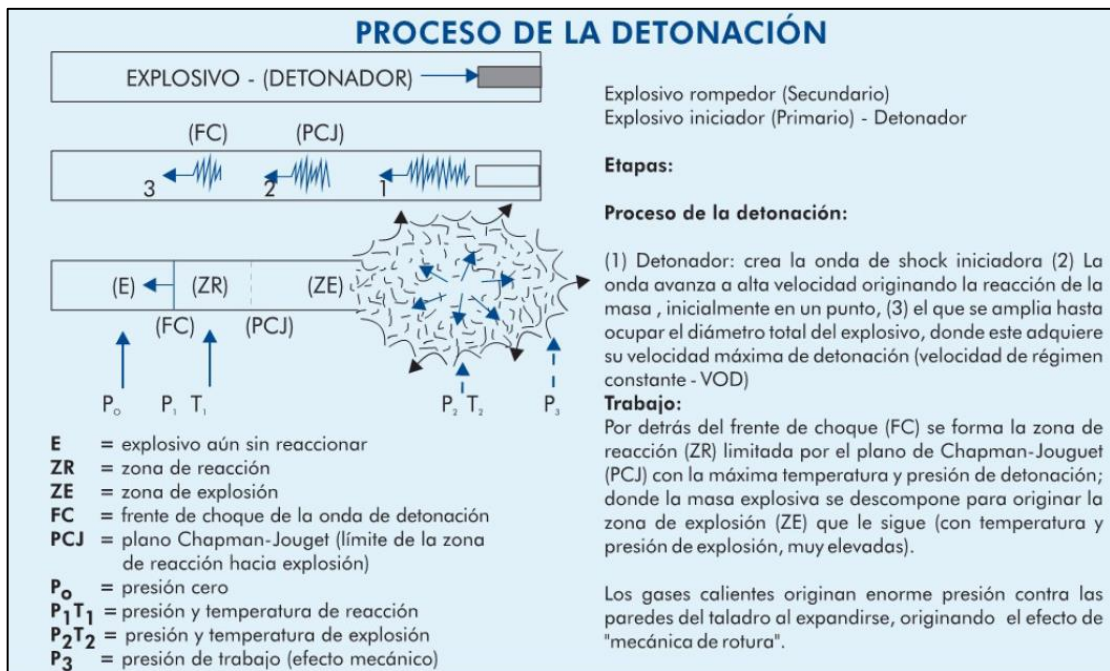 PROCESO DE LA DETONACIÓN
EXPLOSIVO - (DETONADOR)
(FC) (PCJ)
3 2 1
(E) (ZR) (ZE)
(FC) (PCJ)
P₀ P₁ T₁ P₂ T₂ P₃
E = explosivo aún sin reaccionar
ZR = zona de reacción
ZE = zona de explosión
FC = frente de choque de la onda de detonación
PCJ = plano Chapman-Jouget (límite de la zona
de reacción hacia explosión)
P₀ = presión cero
P₁T₁ = presión y temperatura de reacción
P₂T₂ = presión y temperatura de explosión
P₃ = presión de trabajo (efecto mecánico)
Explosivo rompedor (Secundario)
Explosivo iniciador (Primario) - Detonador
Etapas:
Proceso de la detonación:
(1) Detonador: crea la onda de shock iniciadora (2) La
onda avanza a alta velocidad originando la reacción de la
masa , inicialmente en un punto, (3) el que se amplia hasta
ocupar el diámetro total del explosivo, donde este adquiere
su velocidad máxima de detonación (velocidad de régimen
constante - VOD)
Trabajo:
Por detrás del frente de choque (FC) se forma la zona de
reacción (ZR) limitada por el plano de Chapman-Jouguet
(PCJ) con la máxima temperatura y presión de detonación;
donde la masa explosiva se descompone para originar la
zona de explosión (ZE) que le sigue (con temperatura y
presión de explosión, muy elevadas).
Los gases calientes originan enorme presión contra las
paredes del taladro al expandirse, originando el efecto de
"mecánica de rotura".